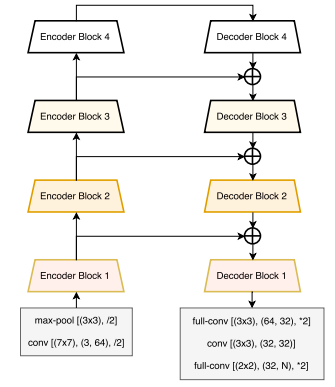 Encoder Block 4
Decoder Block 4
Encoder Block 3
Decoder Block 3
Encoder Block 2
Decoder Block 2
Encoder Block 1
Decoder Block 1
max-pool [(3x3), /2]
conv [(7x7), (3, 64), /2]
full-conv [(3x3), (64, 32), *2]
conv [(3x3), (32, 32)]
full-conv [(2x2), (32, N), *2]